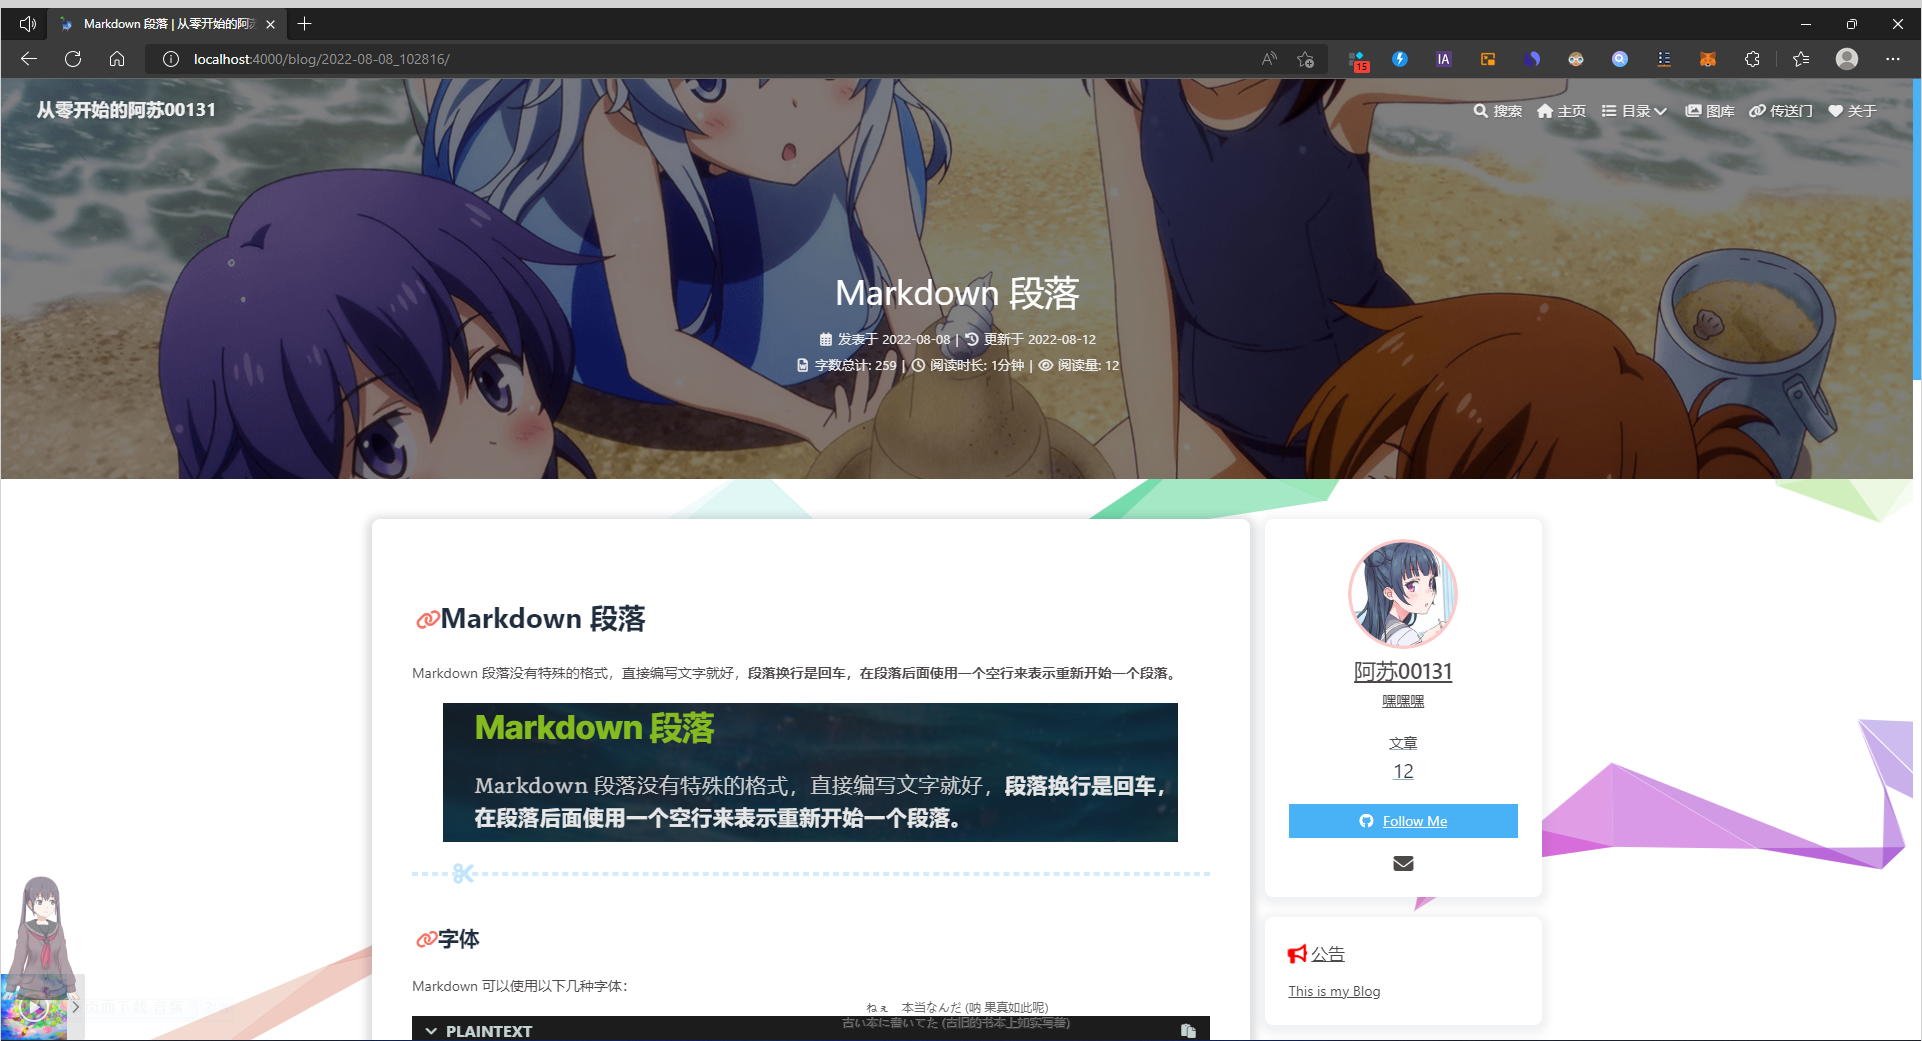 Markdown 段落 | 从零开始的阿苏
localhost:4000/blog/2022-08-08_102816/
15
IA
从零开始的阿苏00131
搜索 主页 目录 图库 传送门 关于
Markdown 段落
发表于 2022-08-08 | 更新于 2022-08-12
字数总计: 259 | 阅读时长: 1分钟 | 阅读量: 12
Markdown 段落
Markdown 段落没有特殊的格式，直接编写文字就好，段落换行是回车，在段落后面使用一个空行来表示重新开始一个段落。
Markdown 段落
Markdown 段落没有特殊的格式，直接编写文字就好，段落换行是回车，
在段落后面使用一个空行来表示重新开始一个段落。
字体
Markdown 可以使用以下几种字体：
ねぇ 本当なんだ (呐 果真如此呢)
古い本に書いてた (古旧的书本上如实写着)
PLAINTEXT
阿苏00131
嘿嘿嘿
文章
12
Follow Me
公告
This is my Blog